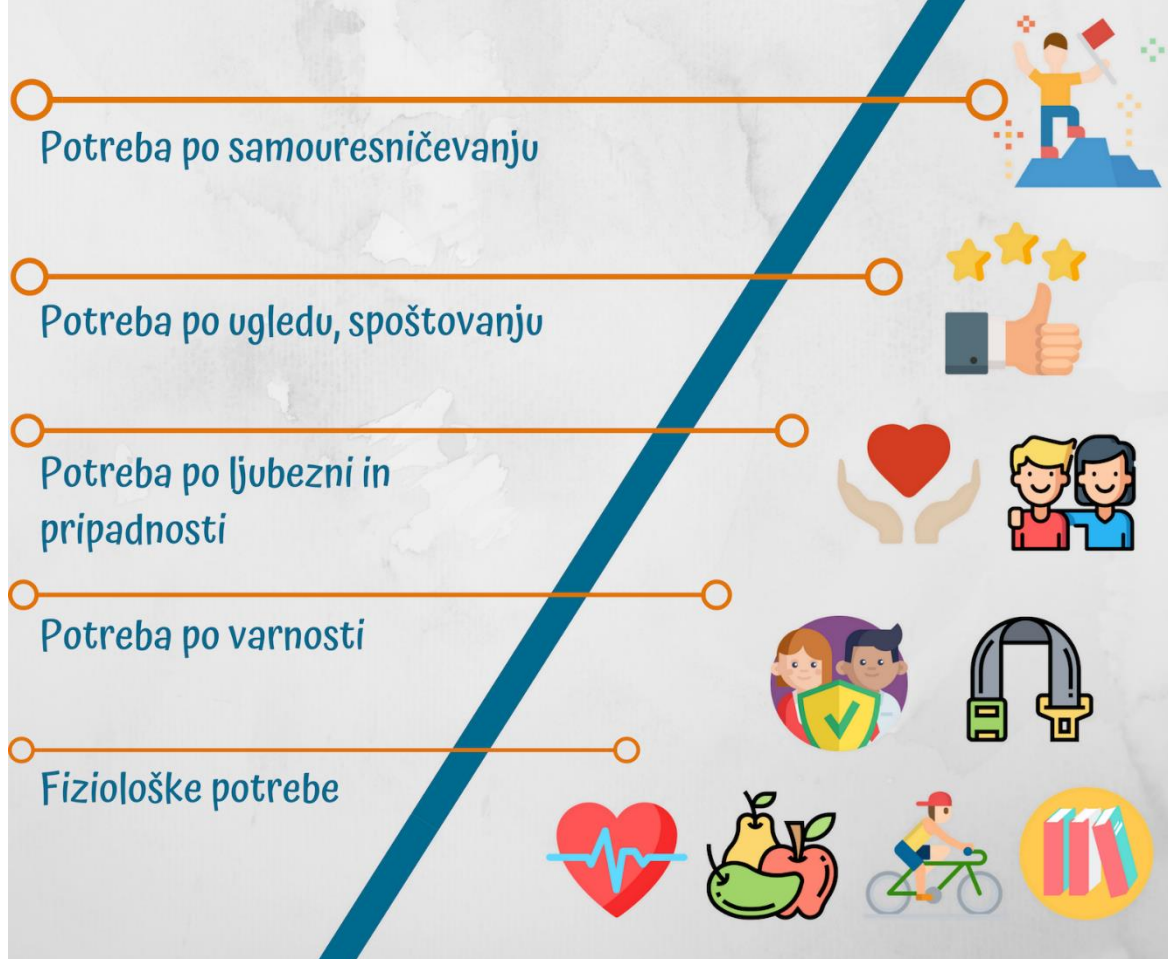 Potreba po samouresničevanju
Potreba po ugledu, spoštovanju
Potreba po ljubezni in
pripadnosti
Potreba po varnosti
Fiziološke potrebe